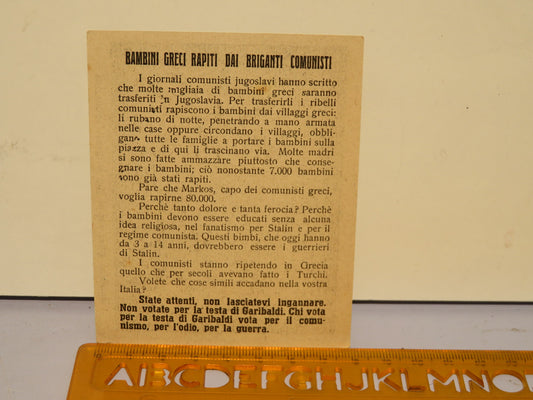 BAMBINI GRECI RAPITI DAI BRIGANTI COMUNISTI
I giornali comunisti jugoslavi hanno scritto
che molte migliaia di bambini greci saranno
trasferiti in Jugoslavia. Per trasferirli i ribelli
comunisti rapiscono i bambini dai villaggi greci:
li rubano di notte, penetrando a mano armata
nelle case oppure circondano i villaggi, obbli-
gano tutte le famiglie a portare i bambini sulla
piazza e di qui li trascinano via. Molte madri
si sono fatte ammazzare piuttosto che conse-
gnare i bambini; ciò nonostante 7.000 bambini
sono già stati rapiti.
Pare che Markos, capo dei comunisti greci,
voglia rapirne 80.000.
Perchè tanto dolore e tanta ferocia? Perchè
i bambini devono essere educati senza alcuna
idea religiosa, nel fanatismo per Stalin e per il
regime comunista. Questi bimbi, che oggi hanno
da 3 a 14 anni, dovrebbero essere i guerrieri
di Stalin.
I comunisti stanno ripetendo in Grecia
quello che per secoli avevano fatto i Turchi.
Volete che cose simili accadano nella vostra
Italia?
State attenti, non lasciatevi ingannare.
Non votate per la testa di Garibaldi. Chi vota
per la testa di Garibaldi vota per il comu-
nismo, per l'odio, per la guerra.
ABCDEFGHIJKLMNO